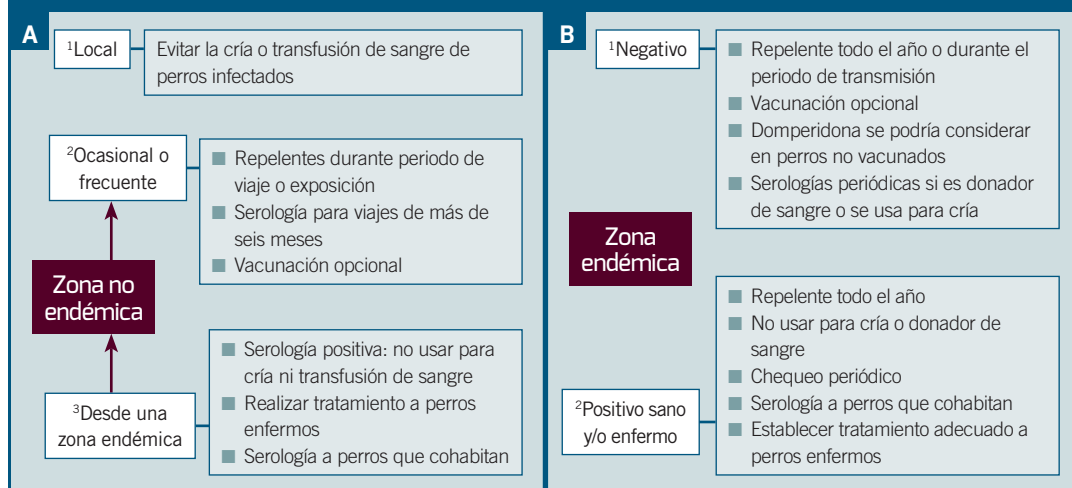 A
¹Local
Evitar la cría o transfusión de sangre de
perros infectados
²Ocasional o
frecuente
■ Repelentes durante periodo de
viaje o exposición
■ Serología para viajes de más de
seis meses
■ Vacunación opcional
Zona no
endémica
³Desde una
zona endémica
■ Serología positiva: no usar para
cría ni transfusión de sangre
■ Realizar tratamiento a perros
enfermos
■ Serología a perros que cohabitan
B
¹Negativo
■ Repelente todo el año o durante el
periodo de transmisión
■ Vacunación opcional
■ Domperidona se podría considerar
en perros no vacunados
■ Serologías periódicas si es donador
de sangre o se usa para cría
Zona
endémica
²Positivo sano
y/o enfermo
■ Repelente todo el año
■ No usar para cría o donador de
sangre
■ Chequeo periódico
■ Serología a perros que cohabitan
■ Establecer tratamiento adecuado a
perros enfermos